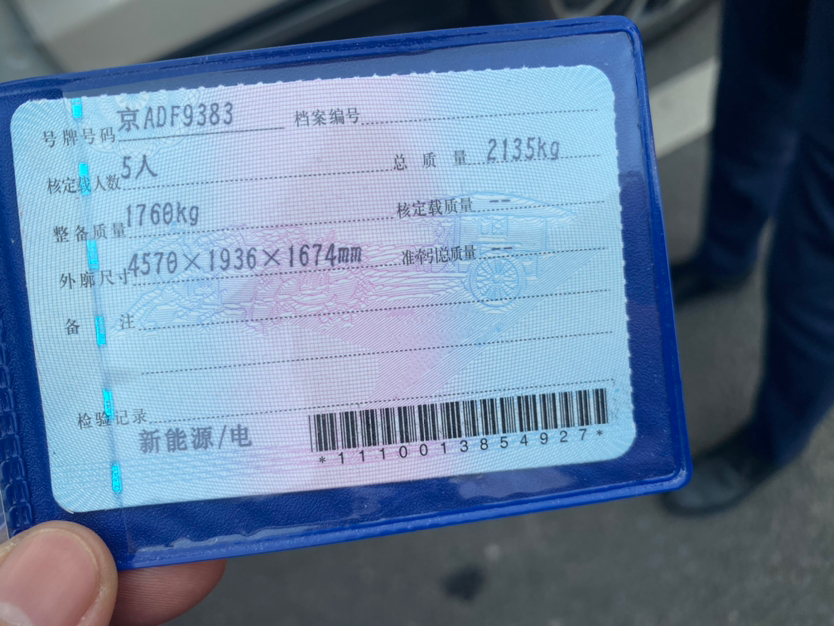 号牌号码 京ADF9383 档案编号
核定载人数 5人 总质量 2135kg
整备质量 1760kg 核定载质量 --
外廓尺寸 4570×1936×1674mm 准牵引总质量 --
备注
检验记录
新能源/电
*1110013854927*